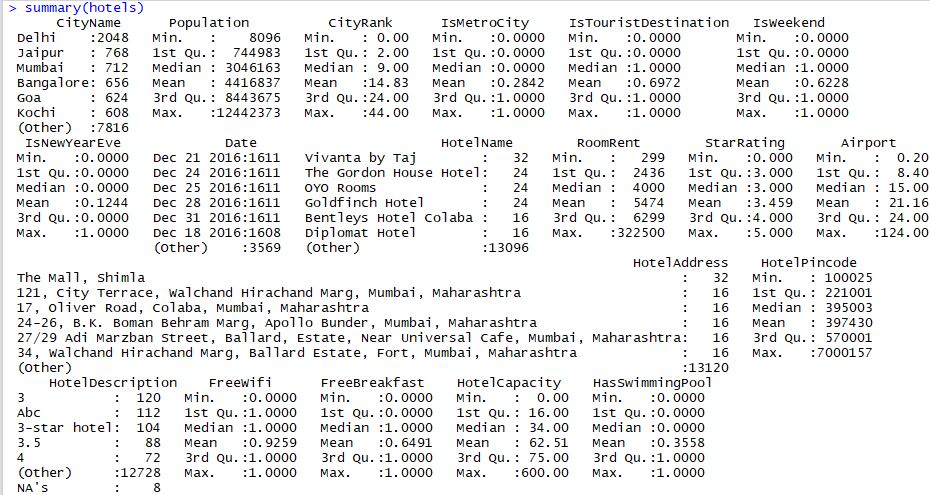 > summary(hotels)
CityName Population CityRank IsMetroCity IsTouristDestination IsWeekend
Delhi :2048 Min. : 8096 Min. : 0.00 Min. :0.0000 Min. :0.0000 Min. :0.0000
Jaipur : 768 1st Qu.: 744983 1st Qu.: 2.00 1st Qu.:0.0000 1st Qu.:0.0000 1st Qu.:0.0000
Mumbai : 712 Median : 3046163 Median : 9.00 Median :0.0000 Median :1.0000 Median :1.0000
Bangalore: 656 Mean : 4416837 Mean :14.83 Mean :0.2842 Mean :0.6972 Mean :0.6228
Goa : 624 3rd Qu.: 8443675 3rd Qu.:24.00 3rd Qu.:1.0000 3rd Qu.:1.0000 3rd Qu.:1.0000
Kochi : 608 Max. :12442373 Max. :44.00 Max. :1.0000 Max. :1.0000 Max. :1.0000
(Other) :7816
IsNewYearEve Date HotelName RoomRent StarRating Airport
Min. :0.0000 Dec 21 2016:1611 Vivanta by Taj : 32 Min. : 299 Min. :0.000 Min. : 0.20
1st Qu.:0.0000 Dec 24 2016:1611 The Gordon House Hotel: 24 1st Qu.: 2436 1st Qu.:3.000 1st Qu.: 8.40
Median :0.0000 Dec 25 2016:1611 OYO Rooms : 24 Median : 4000 Median :3.000 Median : 15.00
Mean :0.1244 Dec 28 2016:1611 Goldfinch Hotel : 24 Mean : 5474 Mean :3.459 Mean : 21.16
3rd Qu.:0.0000 Dec 31 2016:1611 Bentleys Hotel Colaba : 16 3rd Qu.: 6299 3rd Qu.:4.000 3rd Qu.: 24.00
Max. :1.0000 Dec 18 2016:1608 Diplomat Hotel : 16 Max. :322500 Max. :5.000 Max. :124.00
(Other) :3569 (Other) :13096
HotelAddress HotelPincode
The Mall, Shimla : 32 Min. : 100025
121, City Terrace, Walchand Hirachand Marg, Mumbai, Maharashtra : 16 1st Qu.: 221001
17, Oliver Road, Colaba, Mumbai, Maharashtra : 16 Median : 395003
24-26, B.K. Boman Behram Marg, Apollo Bunder, Mumbai, Maharashtra : 16 Mean : 397430
27/29 Adi Marzban Street, Ballard, Estate, Near Universal Cafe, Mumbai, Maharashtra: 16 3rd Qu.: 570001
34, Walchand Hirachand Marg, Ballard Estate, Fort, Mumbai, Maharashtra : 16 Max. :7000157
(Other) :13120
HotelDescription FreeWifi FreeBreakfast HotelCapacity HasSwimmingPool
3 : 120 Min. :0.0000 Min. :0.0000 Min. : 0.00 Min. :0.0000
Abc : 112 1st Qu.:1.0000 1st Qu.:0.0000 1st Qu.: 16.00 1st Qu.:0.0000
3-star hotel: 104 Median :1.0000 Median :1.0000 Median : 34.00 Median :0.0000
3.5 : 88 Mean :0.9259 Mean :0.6491 Mean : 62.51 Mean :0.3558
4 : 72 3rd Qu.:1.0000 3rd Qu.:1.0000 3rd Qu.: 75.00 3rd Qu.:1.0000
(Other) :12728 Max. :1.0000 Max. :1.0000 Max. :600.00 Max. :1.0000
NA's : 8